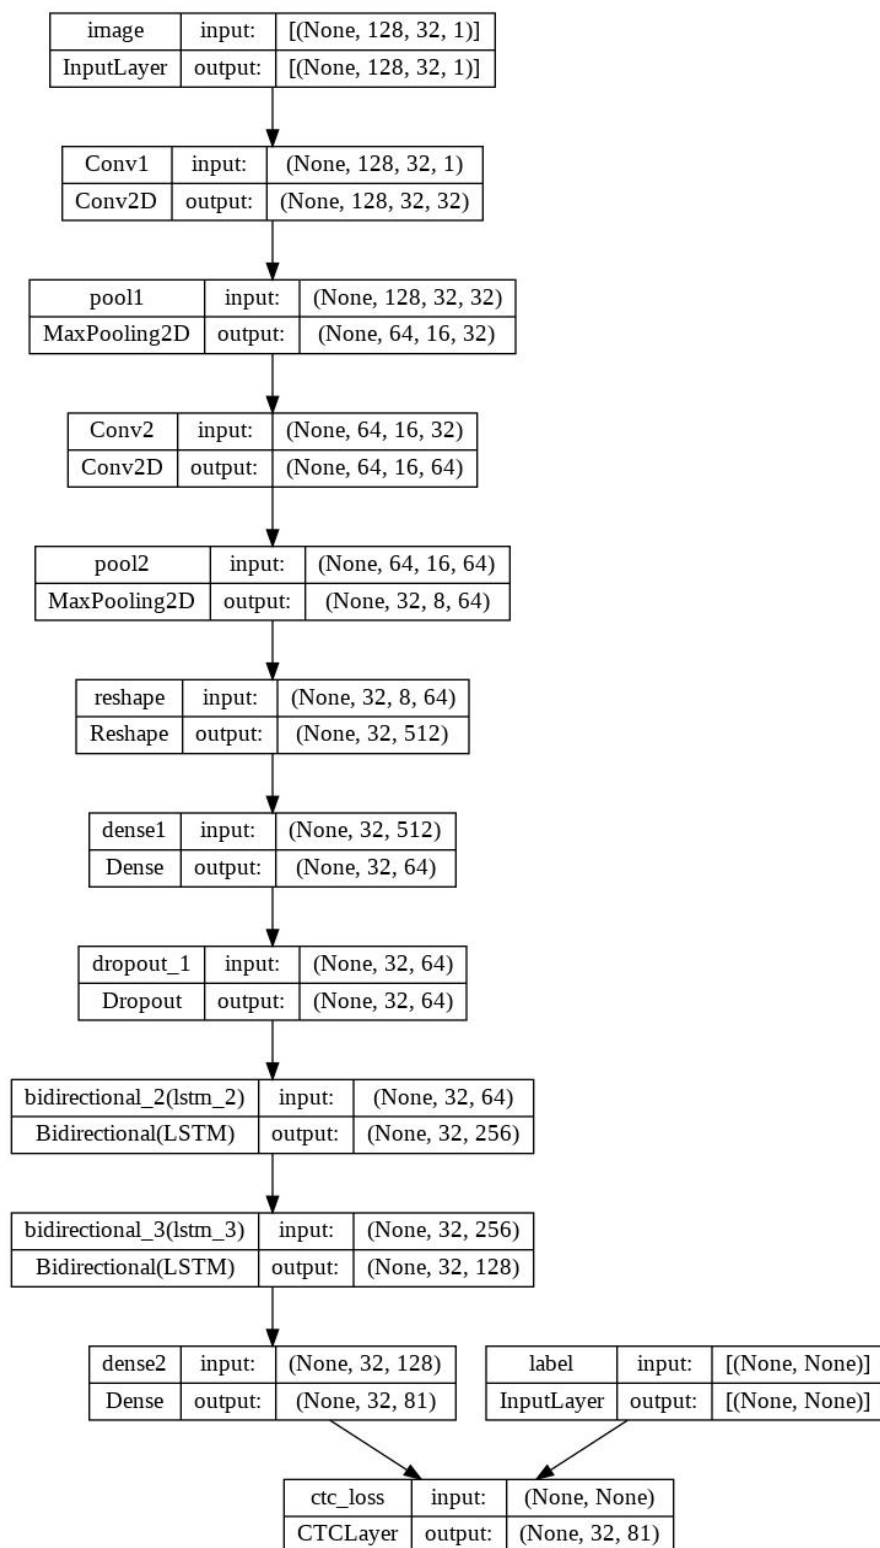 image input: [(None, 128, 32, 1)]
InputLayer output: [(None, 128, 32, 1)]
Conv1 input: (None, 128, 32, 1)
Conv2D output: (None, 128, 32, 32)
pool1 input: (None, 128, 32, 32)
MaxPooling2D output: (None, 64, 16, 32)
Conv2 input: (None, 64, 16, 32)
Conv2D output: (None, 64, 16, 64)
pool2 input: (None, 64, 16, 64)
MaxPooling2D output: (None, 32, 8, 64)
reshape input: (None, 32, 8, 64)
Reshape output: (None, 32, 512)
dense1 input: (None, 32, 512)
Dense output: (None, 32, 64)
dropout_1 input: (None, 32, 64)
Dropout output: (None, 32, 64)
bidirectional_2(lstm_2) input: (None, 32, 64)
Bidirectional(LSTM) output: (None, 32, 256)
bidirectional_3(lstm_3) input: (None, 32, 256)
Bidirectional(LSTM) output: (None, 32, 128)
dense2 input: (None, 32, 128)
Dense output: (None, 32, 81)
label input: [(None, None)]
InputLayer output: [(None, None)]
ctc_loss input: (None, None)
CTCLayer output: (None, 32, 81)